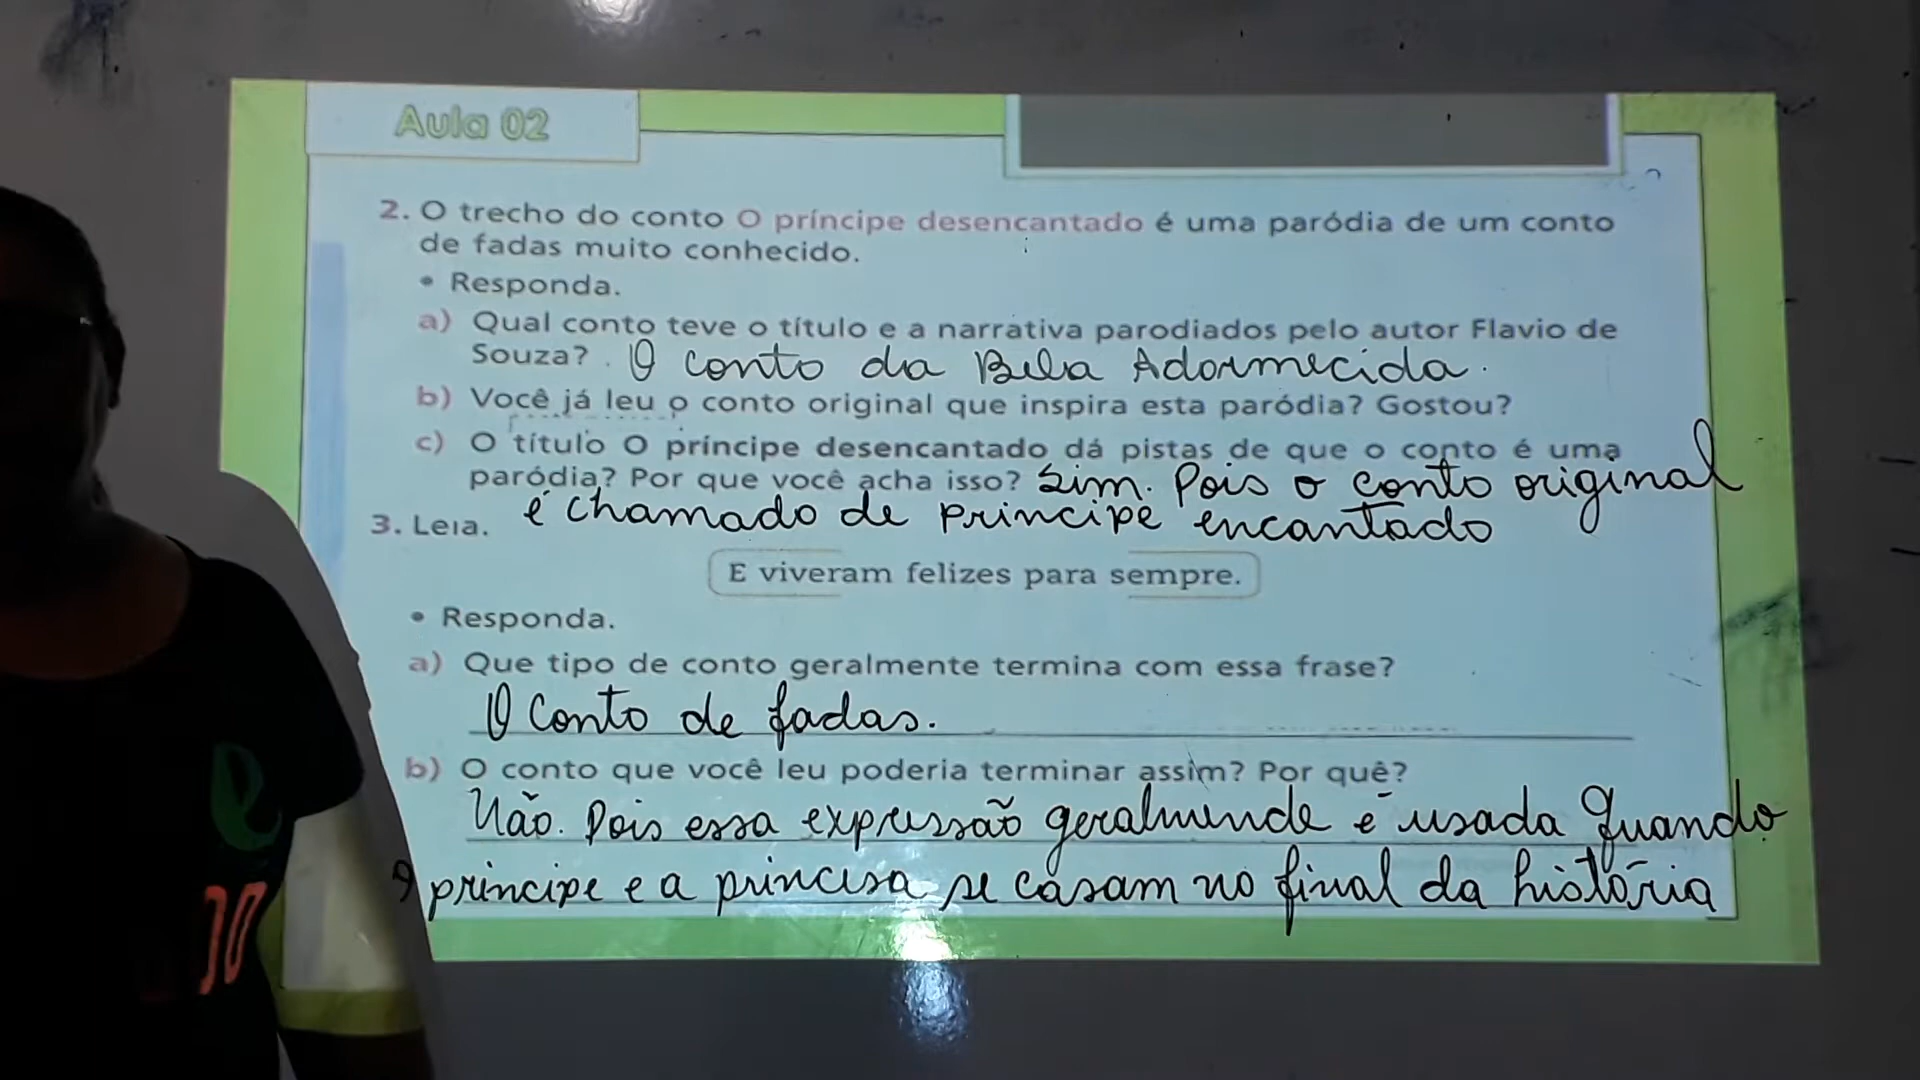 Aula 02
2. O trecho do conto O príncipe desencantado é uma paródia de um conto
de fadas muito conhecido.
• Responda.
a) Qual conto teve o título e a narrativa parodiados pelo autor Flavio de
Souza? . O conto da Bela Adormecida.
b) Você já leu o conto original que inspira esta paródia? Gostou?
c) O título O príncipe desencantado dá pistas de que o conto é uma
paródia? Por que você acha isso? Sim. Pois o conto original
é chamado de principe encantado
3. Leia.
E viveram felizes para sempre.
• Responda.
a) Que tipo de conto geralmente termina com essa frase?
O conto de fadas.
b) O conto que você leu poderia terminar assim? Por quê?
Não. Pois essa expressão geralmende é usada quando
o príncipe e a princesa se casam no final da história